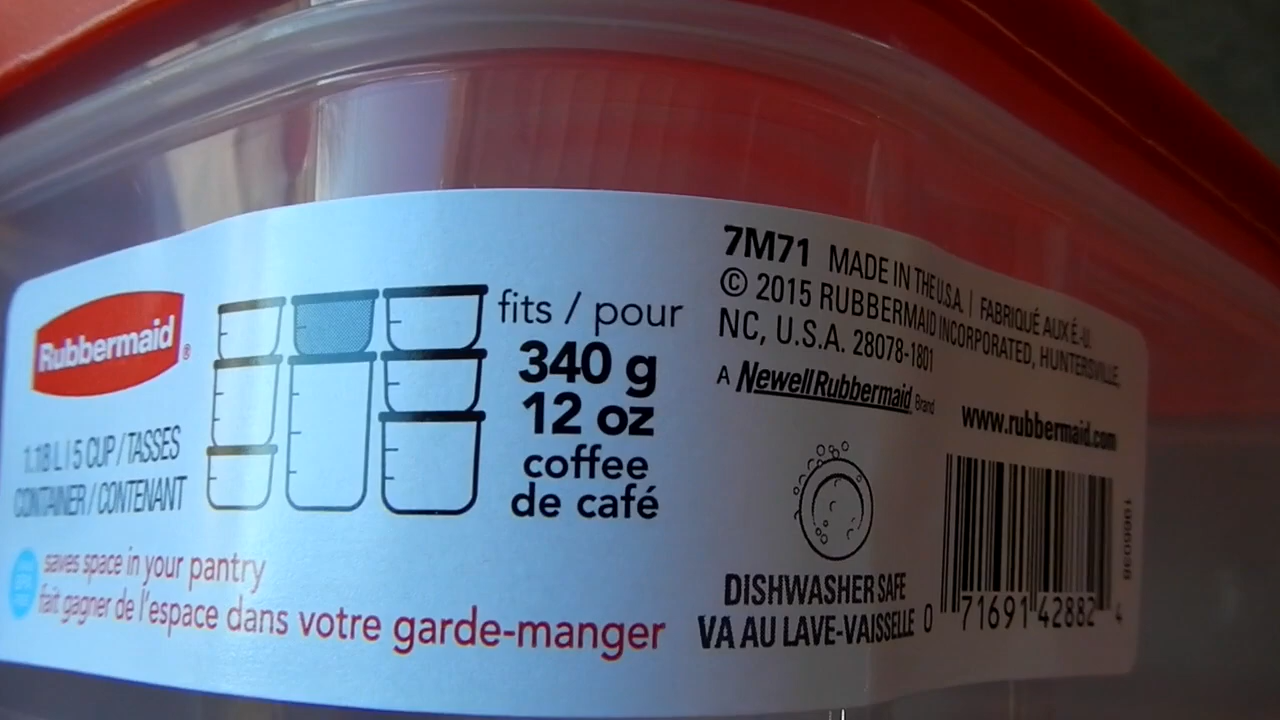 Rubbermaid®
1.18 L | 5 CUP / TASSES
CONTAINER / CONTENANT
fits / pour
340 g
12 oz
coffee
de café
saves space in your pantry
fait gagner de l'espace dans votre garde-manger
7M71 MADE IN THE U.S.A. | FABRIQUÉ AUX É.-U.
© 2015 RUBBERMAID INCORPORATED, HUNTERSVILLE,
NC, U.S.A. 28078-1801
A NewellRubbermaid Brand
www.rubbermaid.com
DISHWASHER SAFE
VA AU LAVE-VAISSELLE
0 71691 42882 4